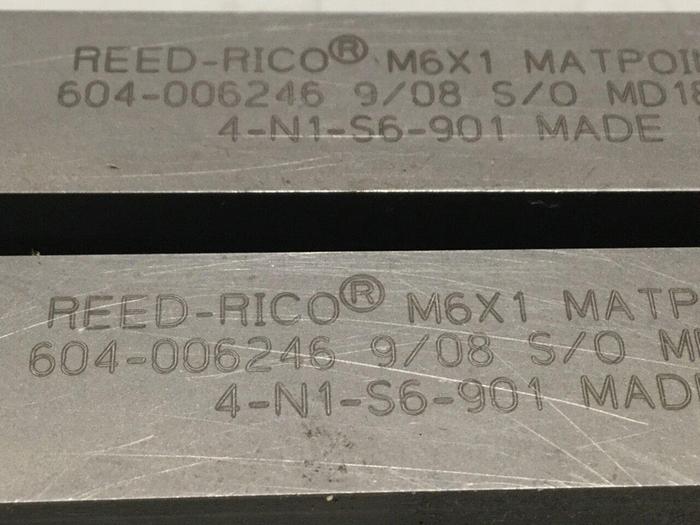 REED-RICO® M6X1 MATPOI
604-006246 9/08 S/O MD18
4-N1-S6-901 MADE
REED-RICO® M6X1 MATP
604-006246 9/08 S/O M
4-N1-S6-901 MAD